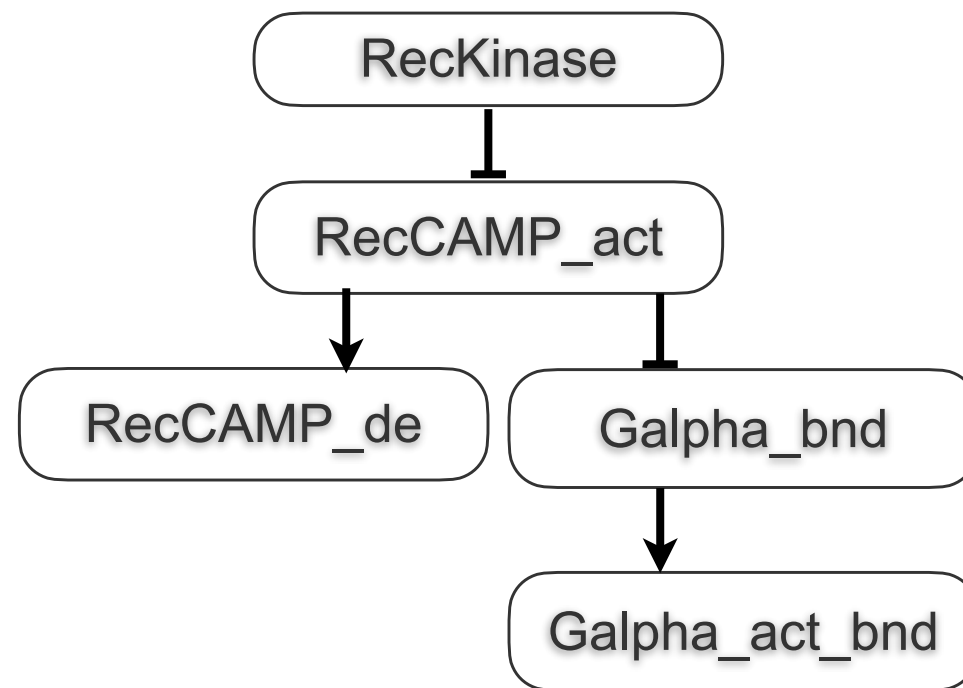 RecKinase
RecCAMP_act
RecCAMP_de
Galpha_bnd
Galpha_act_bnd